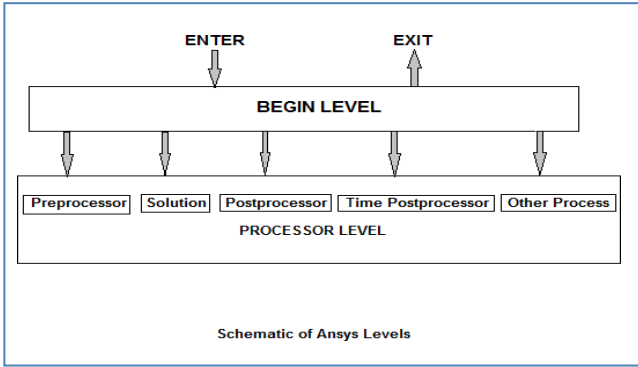 ENTER EXIT
BEGIN LEVEL
Preprocessor Solution Postprocessor Time Postprocessor Other Process
PROCESSOR LEVEL
Schematic of Ansys Levels